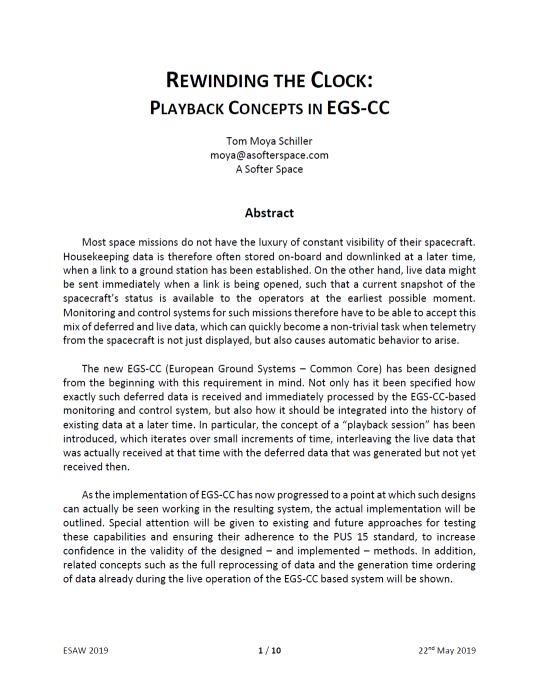 REWINDING THE CLOCK:
PLAYBACK CONCEPTS IN EGS-CC
Tom Moya Schiller
moya@asofterspace.com
A Softer Space
Abstract
Most space missions do not have the luxury of constant visibility of their spacecraft.
Housekeeping data is therefore often stored on-board and downlinked at a later time,
when a link to a ground station has been established. On the other hand, live data might
be sent immediately when a link is being opened, such that a current snapshot of the
spacecraft's status is available to the operators at the earliest possible moment.
Monitoring and control systems for such missions therefore have to be able to accept this
mix of deferred and live data, which can quickly become a non-trivial task when telemetry
from the spacecraft is not just displayed, but also causes automatic behavior to arise.
The new EGS-CC (European Ground Systems – Common Core) has been designed
from the beginning with this requirement in mind. Not only has it been specified how
exactly such deferred data is received and immediately processed by the EGS-CC-based
monitoring and control system, but also how it should be integrated into the history of
existing data at a later time. In particular, the concept of a "playback session" has been
introduced, which iterates over small increments of time, interleaving the live data that
was actually received at that time with the deferred data that was generated but not yet
received then.
As the implementation of EGS-CC has now progressed to a point at which such designs
can actually be seen working in the resulting system, the actual implementation will be
outlined. Special attention will be given to existing and future approaches for testing
these capabilities and ensuring their adherence to the PUS 15 standard, to increase
confidence in the validity of the designed – and implemented – methods. In addition,
related concepts such as the full reprocessing of data and the generation time ordering
of data already during the live operation of the EGS-CC based system will be shown.
ESAW 2019 1 / 10 22nd May 2019